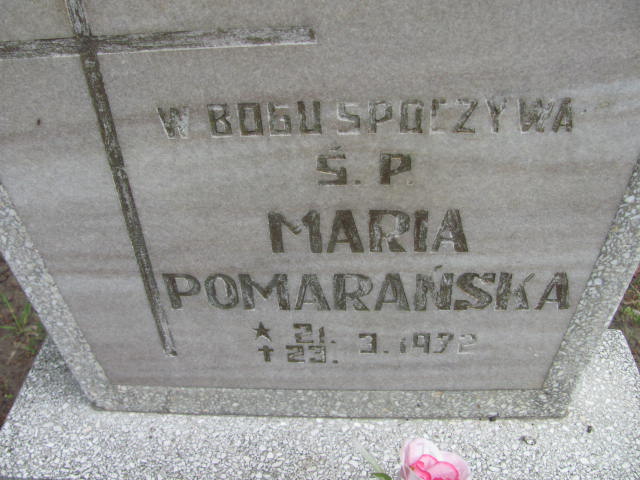 W BOGU SPOCZYWA
Ś. P.
MARIA
POMARAŃSKA
★ 21. 3. 1972
✝ 23.